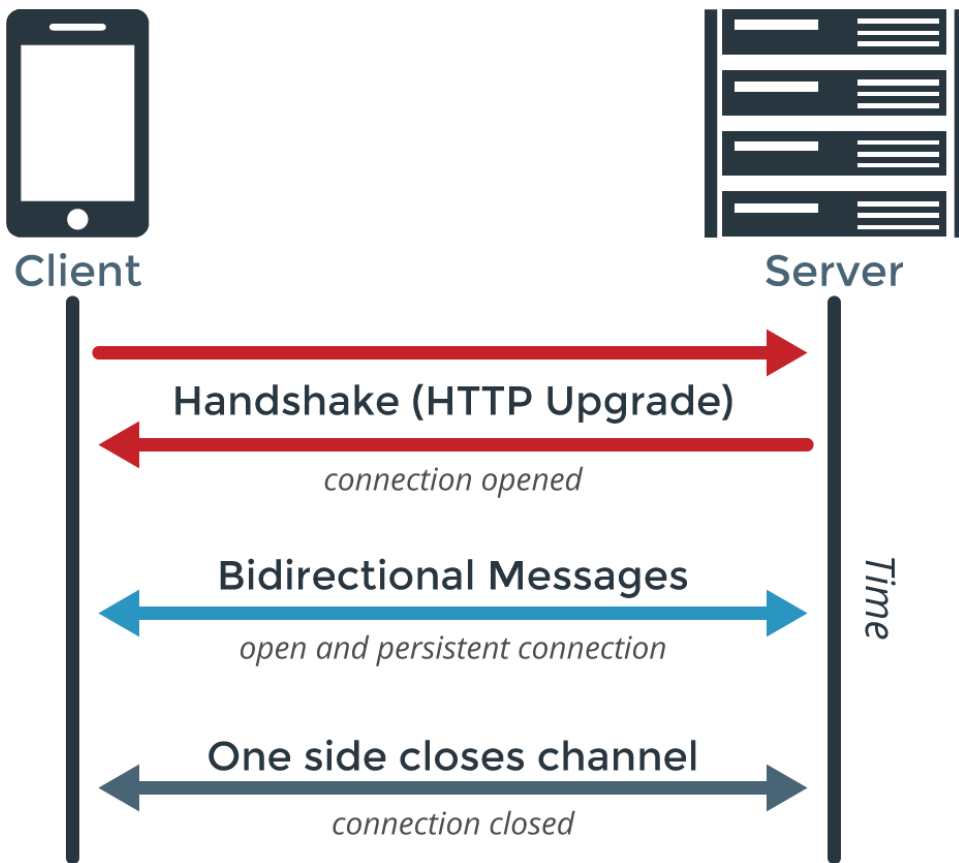 Client
Server
Handshake (HTTP Upgrade)
connection opened
Bidirectional Messages
open and persistent connection
Time
One side closes channel
connection closed